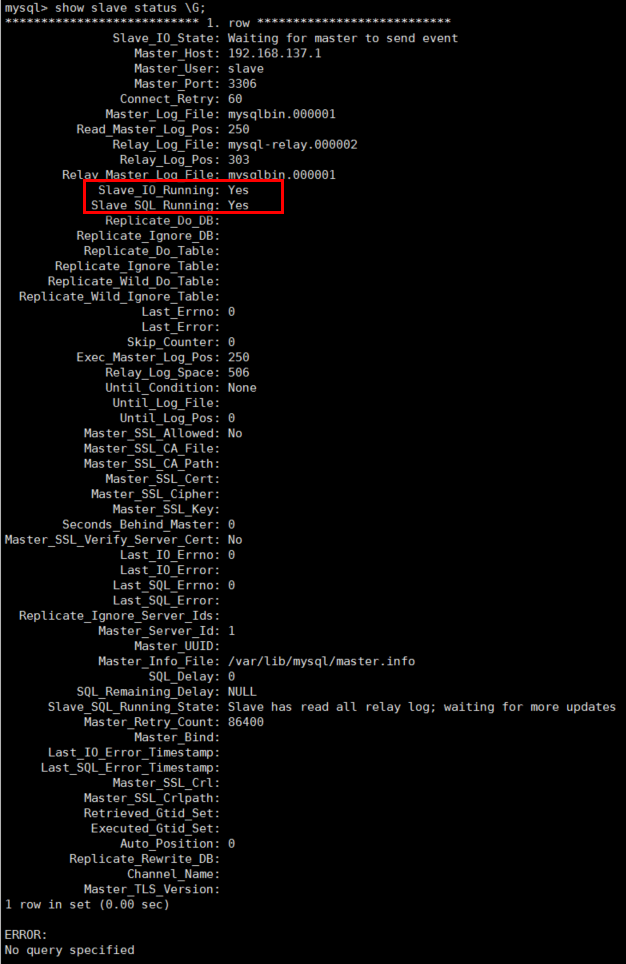 mysql> show slave status \G;
*************************** 1. row ***************************
Slave_IO_State: Waiting for master to send event
Master_Host: 192.168.137.1
Master_User: slave
Master_Port: 3306
Connect_Retry: 60
Master_Log_File: mysqlbin.000001
Read_Master_Log_Pos: 250
Relay_Log_File: mysql-relay.000002
Relay_Log_Pos: 303
Relay_Master_Log_File: mysqlbin.000001
Slave_IO_Running: Yes
Slave_SQL_Running: Yes
Replicate_Do_DB:
Replicate_Ignore_DB:
Replicate_Do_Table:
Replicate_Ignore_Table:
Replicate_Wild_Do_Table:
Replicate_Wild_Ignore_Table:
Last_Errno: 0
Last_Error:
Skip_Counter: 0
Exec_Master_Log_Pos: 250
Relay_Log_Space: 506
Until_Condition: None
Until_Log_File:
Until_Log_Pos: 0
Master_SSL_Allowed: No
Master_SSL_CA_File:
Master_SSL_CA_Path:
Master_SSL_Cert:
Master_SSL_Cipher:
Master_SSL_Key:
Seconds_Behind_Master: 0
Master_SSL_Verify_Server_Cert: No
Last_IO_Errno: 0
Last_IO_Error:
Last_SQL_Errno: 0
Last_SQL_Error:
Replicate_Ignore_Server_Ids:
Master_Server_Id: 1
Master_UUID:
Master_Info_File: /var/lib/mysql/master.info
SQL_Delay: 0
SQL_Remaining_Delay: NULL
Slave_SQL_Running_State: Slave has read all relay log; waiting for more updates
Master_Retry_Count: 86400
Master_Bind:
Last_IO_Error_Timestamp:
Last_SQL_Error_Timestamp:
Master_SSL_Crl:
Master_SSL_Crlpath:
Retrieved_Gtid_Set:
Executed_Gtid_Set:
Auto_Position: 0
Replicate_Rewrite_DB:
Channel_Name:
Master_TLS_Version:
1 row in set (0.00 sec)
ERROR:
No query specified